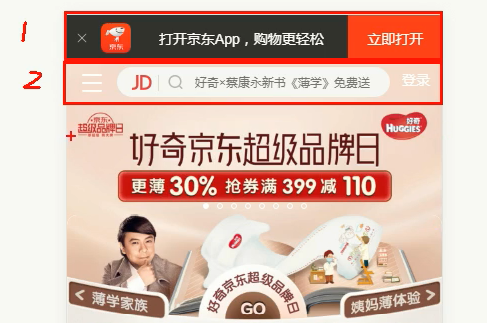 1
× 京东 打开京东App，购物更轻松 立即打开
2
JD 好奇×蔡康永新书《薄学》免费送 登录
京东
超级品牌日
好奇
HUGGIES
好奇京东超级品牌日
更薄30% 抢券满399减110
< 薄学家族
好奇京东超级品牌日
GO
姨妈薄体验 >